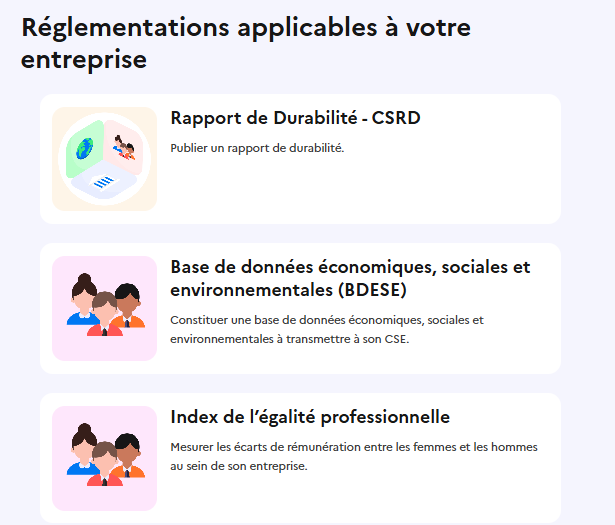 Réglementations applicables à votre
entreprise
Rapport de Durabilité - CSRD
Publier un rapport de durabilité.
Base de données économiques, sociales et
environnementales (BDESE)
Constituer une base de données économiques, sociales et
environnementales à transmettre à son CSE.
Index de l’égalité professionnelle
Mesurer les écarts de rémunération entre les femmes et les hommes
au sein de son entreprise.